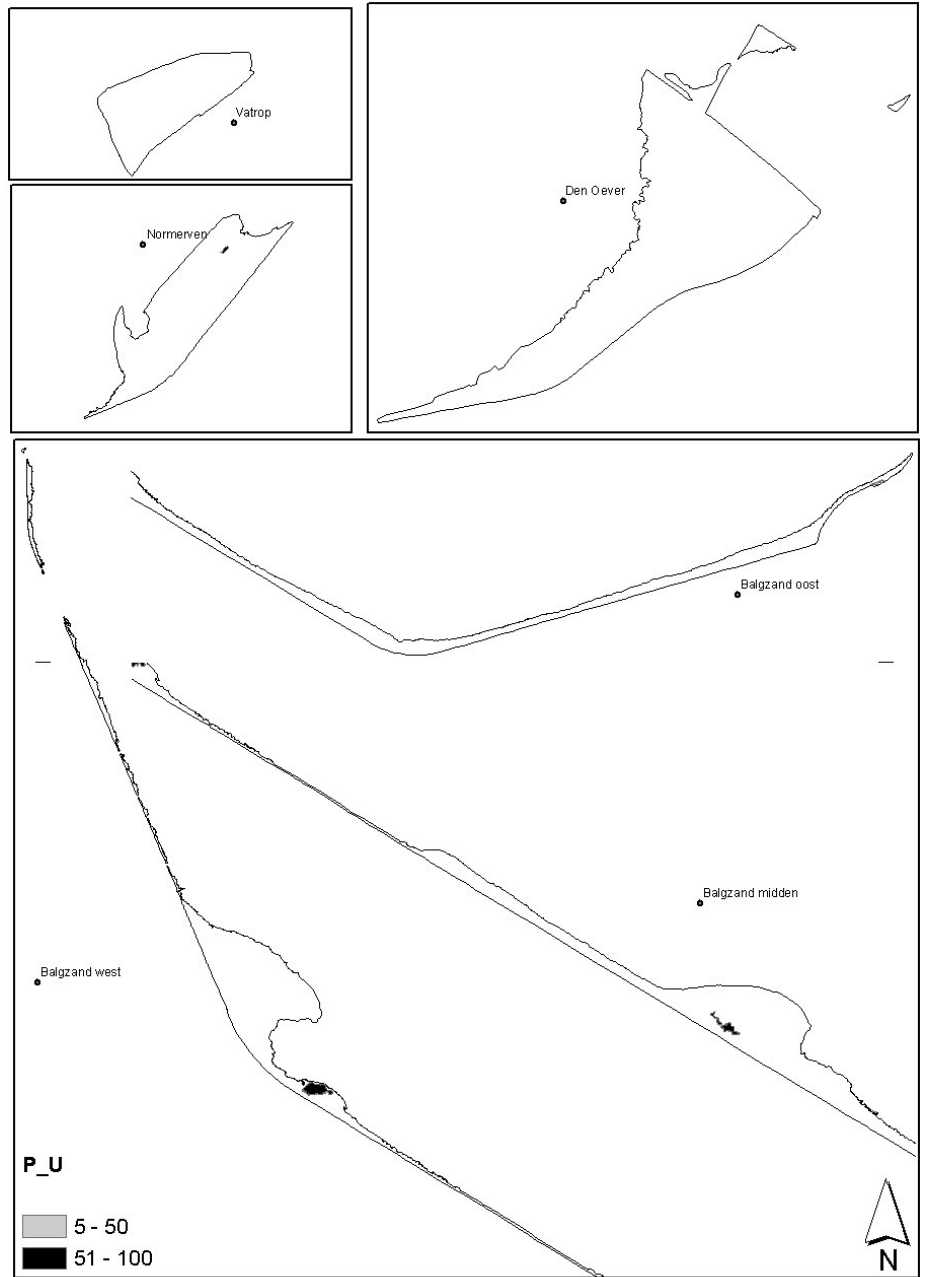 Vatrop
Normerven
Den Oever
Balgzand oost
Balgzand midden
Balgzand west
P_U
5 - 50
51 - 100
N